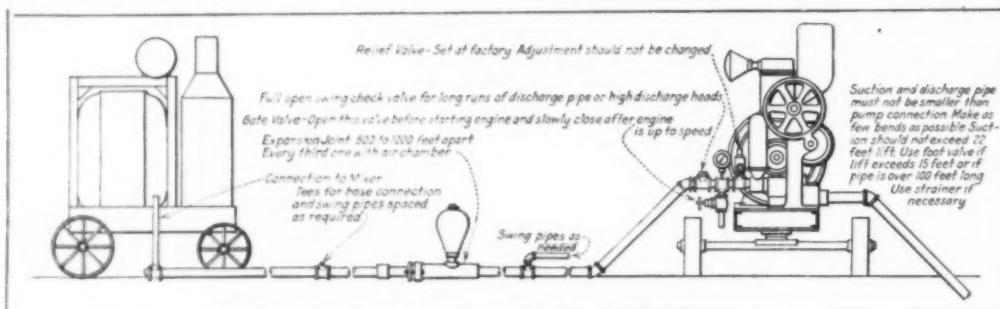 Relief Valve-Set at factory Adjustment should not be changed
Full open swing check valve for long runs of discharge pipe or high discharge heads
Gate Valve-Open this valve before starting engine and slowly close after engine
is up to speed
Expansion Joint 800 to 1000 feet apart
Every third one with air chamber
Connection to Mixer
Tees for hose connection
and swing pipes spaced
as required
Swing pipes as
needed
Suction and discharge pipe
must not be smaller than
pump connection Make as
few bends as possible Suct-
ion should not exceed 22
feet lift. Use foot valve if
lift exceeds 15 feet or if
pipe is over 100 feet long
Use strainer if
necessary